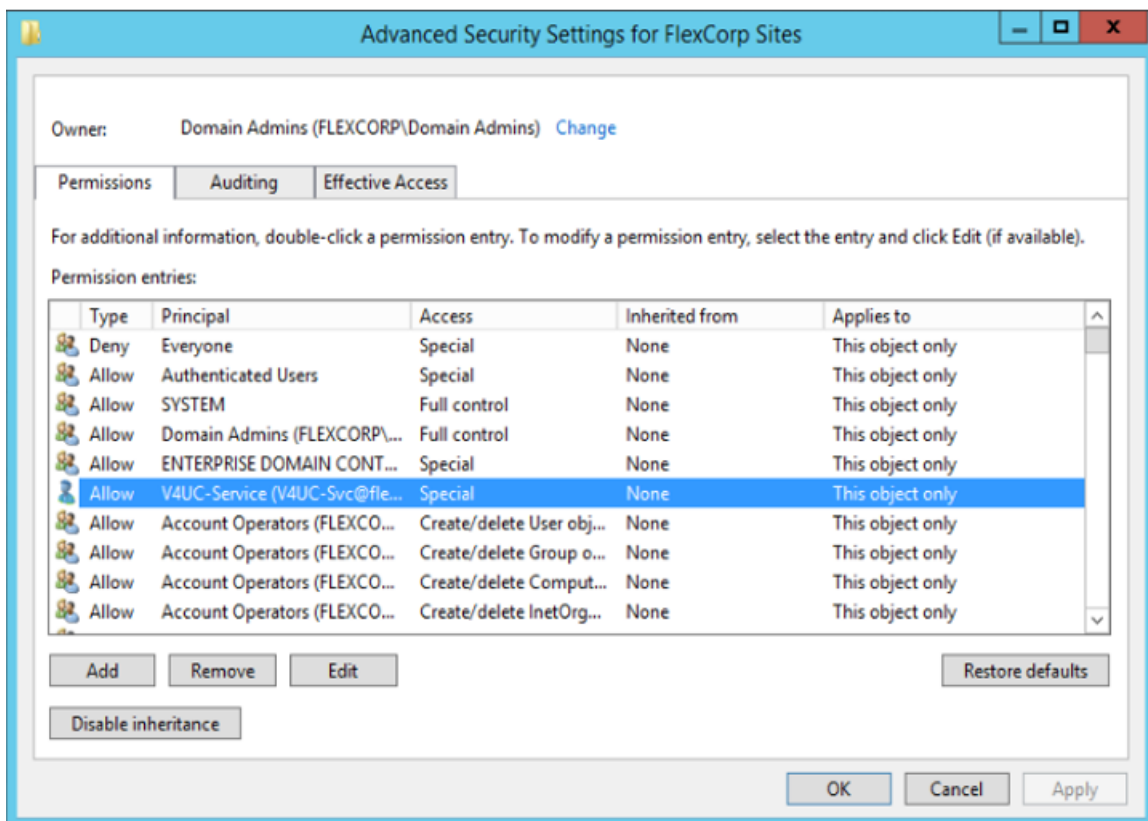 Advanced Security Settings for FlexCorp Sites
Owner: Domain Admins (FLEXCORP\Domain Admins) Change
Permissions Auditing Effective Access
For additional information, double-click a permission entry. To modify a permission entry, select the entry and click Edit (if available).
Permission entries:
Type Principal Access Inherited from Applies to
Deny Everyone Special None This object only
Allow Authenticated Users Special None This object only
Allow SYSTEM Full control None This object only
Allow Domain Admins (FLEXCORP\... Full control None This object only
Allow ENTERPRISE DOMAIN CONT... Special None This object only
Allow V4UC-Service (V4UC-Svc@fle... Special None This object only
Allow Account Operators (FLEXCO... Create/delete User obj... None This object only
Allow Account Operators (FLEXCO... Create/delete Group o... None This object only
Allow Account Operators (FLEXCO... Create/delete Comput... None This object only
Allow Account Operators (FLEXCO... Create/delete InetOrg... None This object only
Add Remove Edit Restore defaults
Disable inheritance
OK Cancel Apply